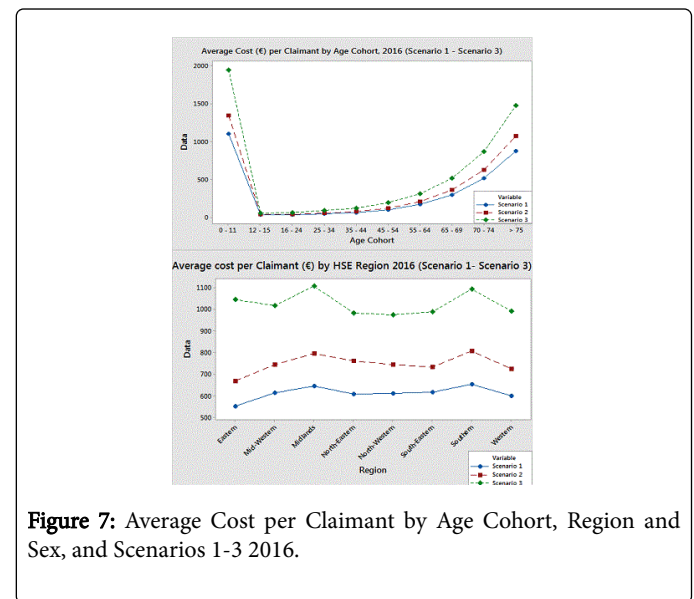 Average Cost (€) per Claimant by Age Cohort, 2016 (Scenario 1 - Scenario 3)
2000
1500
1000
500
0
Data
0 - 11 12 - 15 16 - 24 25 - 34 35 - 44 45 - 54 55 - 64 65 - 69 70 - 74 > 75
Age Cohort
Variable
Scenario 1
Scenario 2
Scenario 3
Average cost per Claimant (€) by HSE Region 2016 (Scenario 1- Scenario 3)
1100
1000
900
800
700
600
500
Data
Eastern Mid-Western Midlands North-Eastern North-Western South-Eastern Southern Western
Region
Variable
Scenario 1
Scenario 2
Scenario 3
Figure 7: Average Cost per Claimant by Age Cohort, Region and
Sex, and Scenarios 1-3 2016.